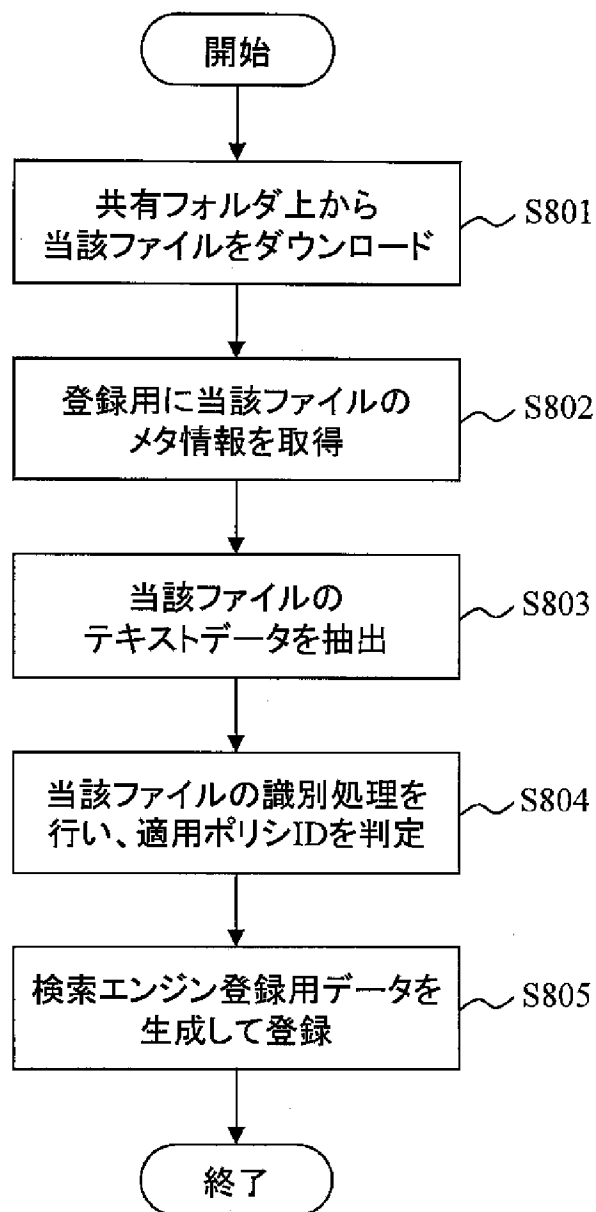 開始
共有フォルダ上から
当該ファイルをダウンロード
S801
登録用に当該ファイルの
メタ情報を取得
S802
当該ファイルの
テキストデータを抽出
S803
当該ファイルの識別処理を
行い、適用ポリシIDを判定
S804
検索エンジン登録用データを
生成して登録
S805
終了